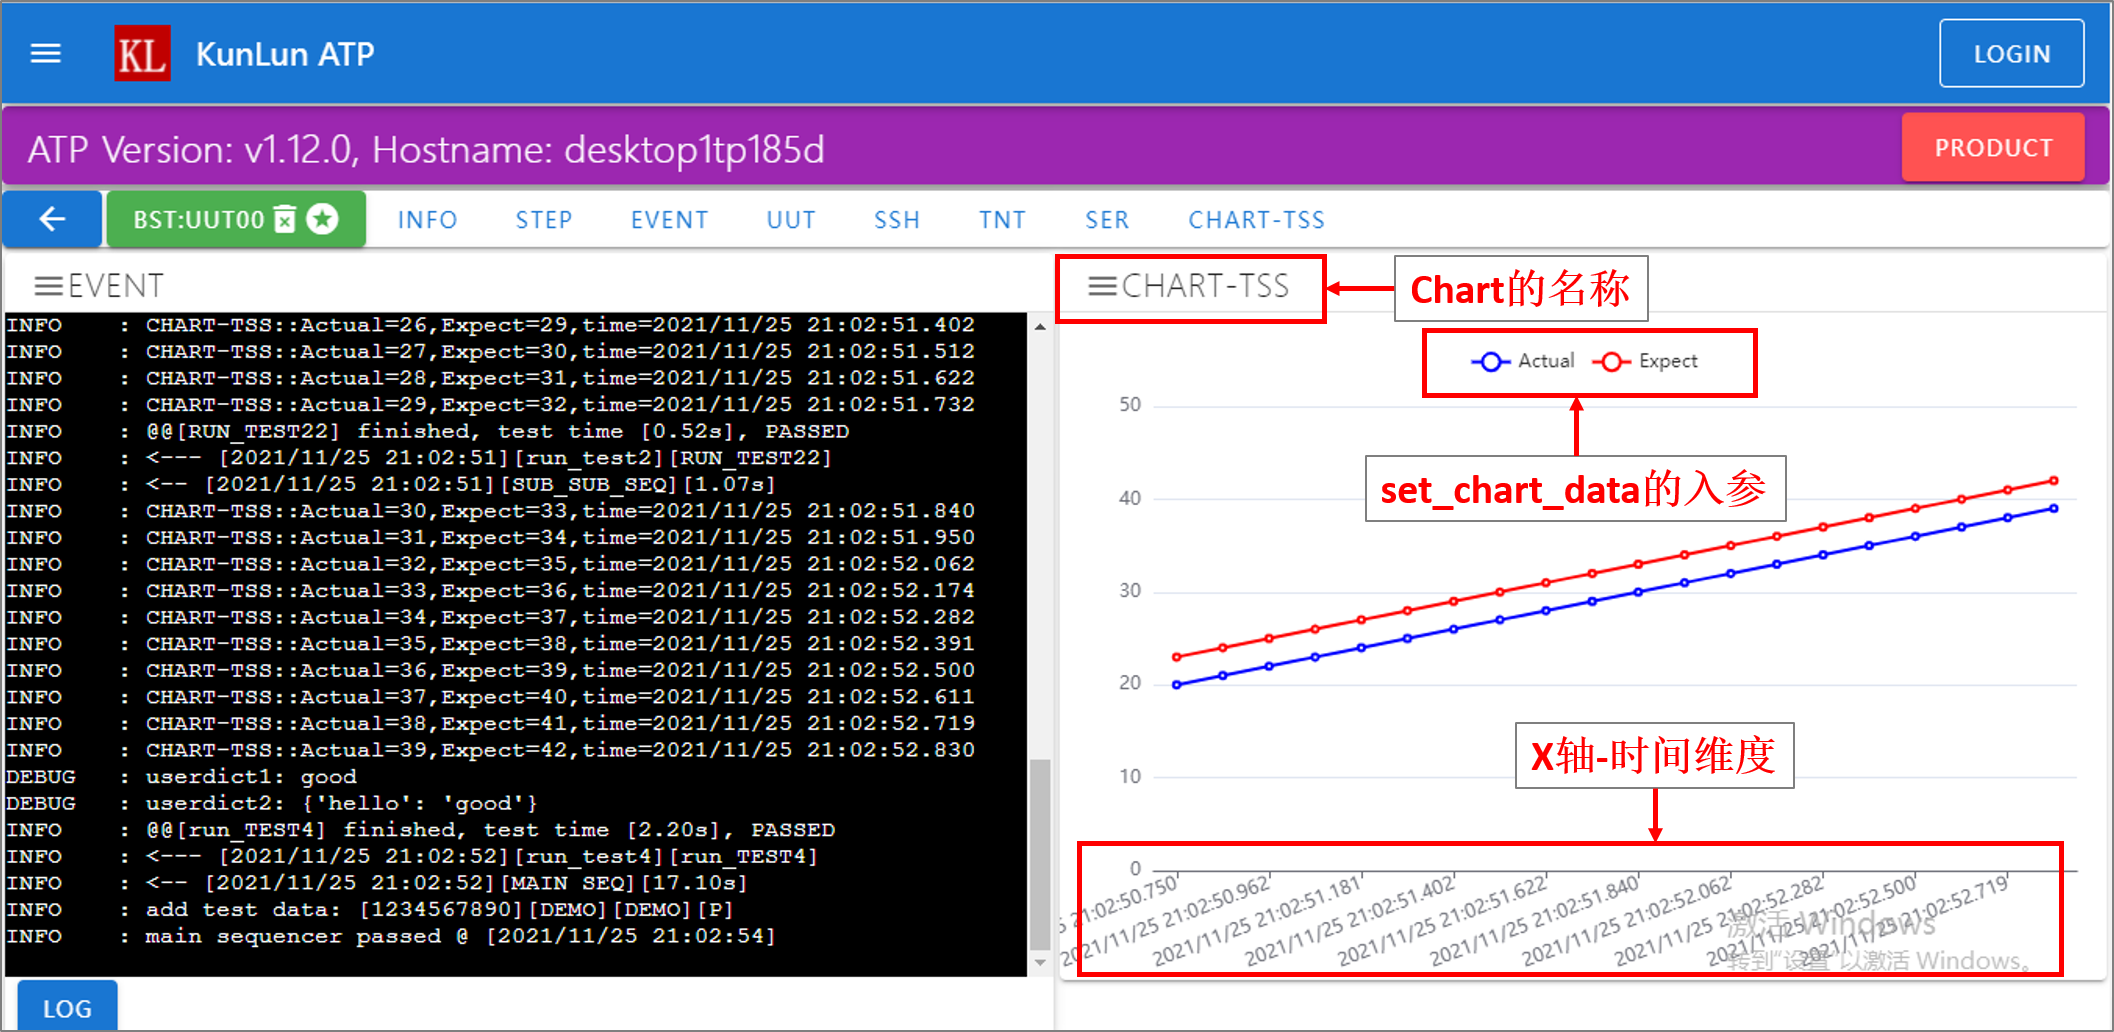 KL KunLun ATP LOGIN
ATP Version: v1.12.0, Hostname: desktop1tp185d PRODUCT
BST:UUT00 INFO STEP EVENT UUT SSH TNT SER CHART-TSS
EVENT
INFO : CHART-TSS::Actual=26,Expect=29,time=2021/11/25 21:02:51.402
INFO : CHART-TSS::Actual=27,Expect=30,time=2021/11/25 21:02:51.512
INFO : CHART-TSS::Actual=28,Expect=31,time=2021/11/25 21:02:51.622
INFO : CHART-TSS::Actual=29,Expect=32,time=2021/11/25 21:02:51.732
INFO : @@[RUN_TEST22] finished, test time [0.52s], PASSED
INFO : <--- [2021/11/25 21:02:51][run_test2][RUN_TEST22]
INFO : <-- [2021/11/25 21:02:51][SUB_SUB_SEQ][1.07s]
INFO : CHART-TSS::Actual=30,Expect=33,time=2021/11/25 21:02:51.840
INFO : CHART-TSS::Actual=31,Expect=34,time=2021/11/25 21:02:51.950
INFO : CHART-TSS::Actual=32,Expect=35,time=2021/11/25 21:02:52.062
INFO : CHART-TSS::Actual=33,Expect=36,time=2021/11/25 21:02:52.174
INFO : CHART-TSS::Actual=34,Expect=37,time=2021/11/25 21:02:52.282
INFO : CHART-TSS::Actual=35,Expect=38,time=2021/11/25 21:02:52.391
INFO : CHART-TSS::Actual=36,Expect=39,time=2021/11/25 21:02:52.500
INFO : CHART-TSS::Actual=37,Expect=40,time=2021/11/25 21:02:52.611
INFO : CHART-TSS::Actual=38,Expect=41,time=2021/11/25 21:02:52.719
INFO : CHART-TSS::Actual=39,Expect=42,time=2021/11/25 21:02:52.830
DEBUG : userdict1: good
DEBUG : userdict2: {'hello': 'good'}
INFO : @@[run_TEST4] finished, test time [2.20s], PASSED
INFO : <--- [2021/11/25 21:02:52][run_test4][run_TEST4]
INFO : <-- [2021/11/25 21:02:52][MAIN_SEQ][17.10s]
INFO : add test data: [1234567890][DEMO][DEMO][P]
INFO : main sequencer passed @ [2021/11/25 21:02:54]
LOG
CHART-TSS
Chart的名称
Actual Expect
set_chart_data的入参
50
40
30
20
10
0
X轴-时间维度
5 21:02:50.750
2021/11/25 21:02:50.962
2021/11/25 21:02:51.181
2021/11/25 21:02:51.402
2021/11/25 21:02:51.622
2021/11/25 21:02:51.840
2021/11/25 21:02:52.062
2021/11/25 21:02:52.282
2021/11/25 21:02:52.500
2021/11/25 21:02:52.719
激活 Windows
转到"设置"以激活 Windows。